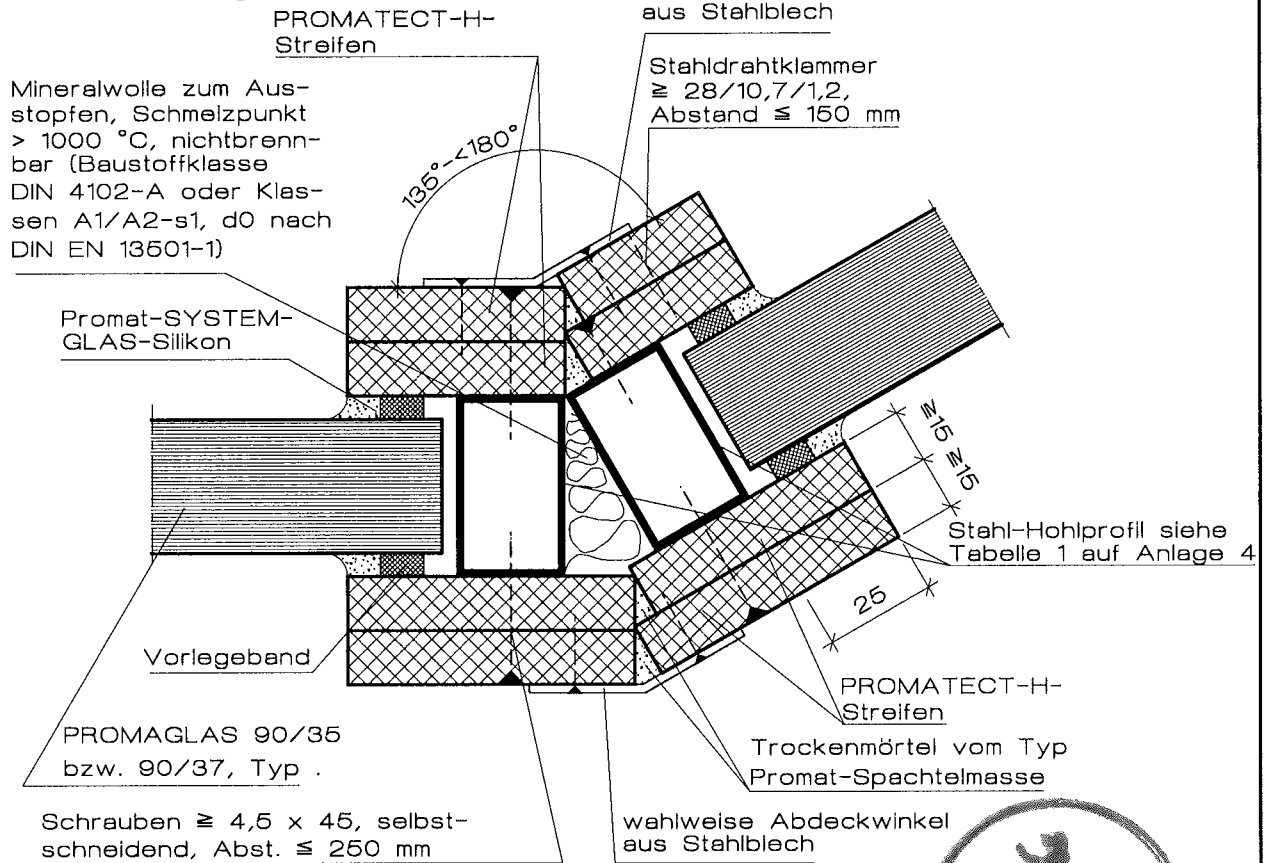 PROMATECT-H-
Streifen
aus Stahlblech
Mineralwolle zum Aus-
stopfen, Schmelzpunkt
> 1000 °C, nichtbrenn-
bar (Baustoffklasse
DIN 4102-A oder Klas-
sen A1/A2-s1, d0 nach
DIN EN 13501-1)
Stahldrahtklammer
≧ 28/10,7/1,2,
Abstand ≦ 150 mm
135°-<180°
Promat-SYSTEM-
GLAS-Silikon
≧15 ≧15
Stahl-Hohlprofil siehe
Tabelle 1 auf Anlage 4
25
Vorlegeband
PROMATECT-H-
Streifen
PROMAGLAS 90/35
bzw. 90/37, Typ .
Trockenmörtel vom Typ
Promat-Spachtelmasse
Schrauben ≧ 4,5 x 45, selbst-
schneidend, Abst. ≦ 250 mm
wahlweise Abdeckwinkel
aus Stahlblech